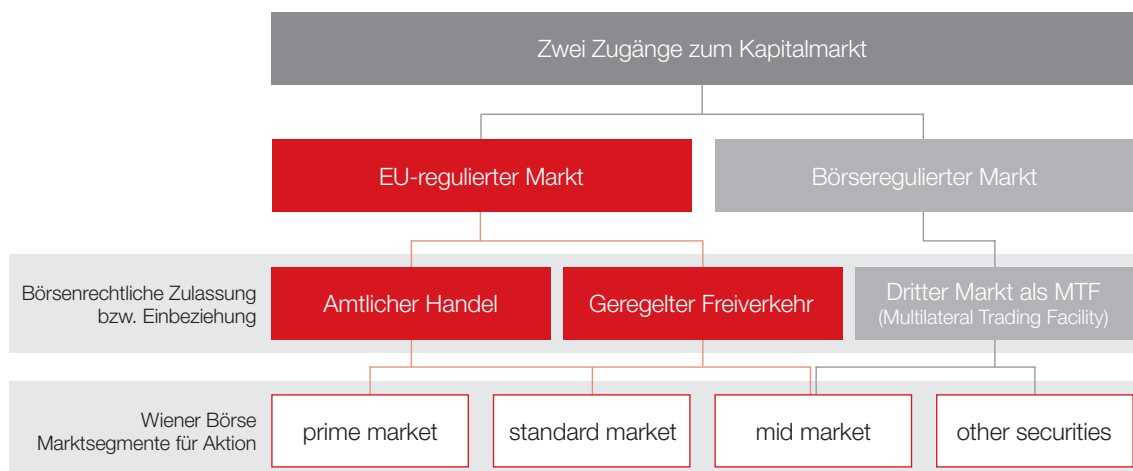 Zwei Zugänge zum Kapitalmarkt
EU-regulierter Markt
Börseregulierter Markt
Börsenrechtliche Zulassung
bzw. Einbeziehung
Amtlicher Handel
Geregelter Freiverkehr
Dritter Markt als MTF
(Multilateral Trading Facility)
Wiener Börse
Marktsegmente für Aktion
prime market
standard market
mid market
other securities